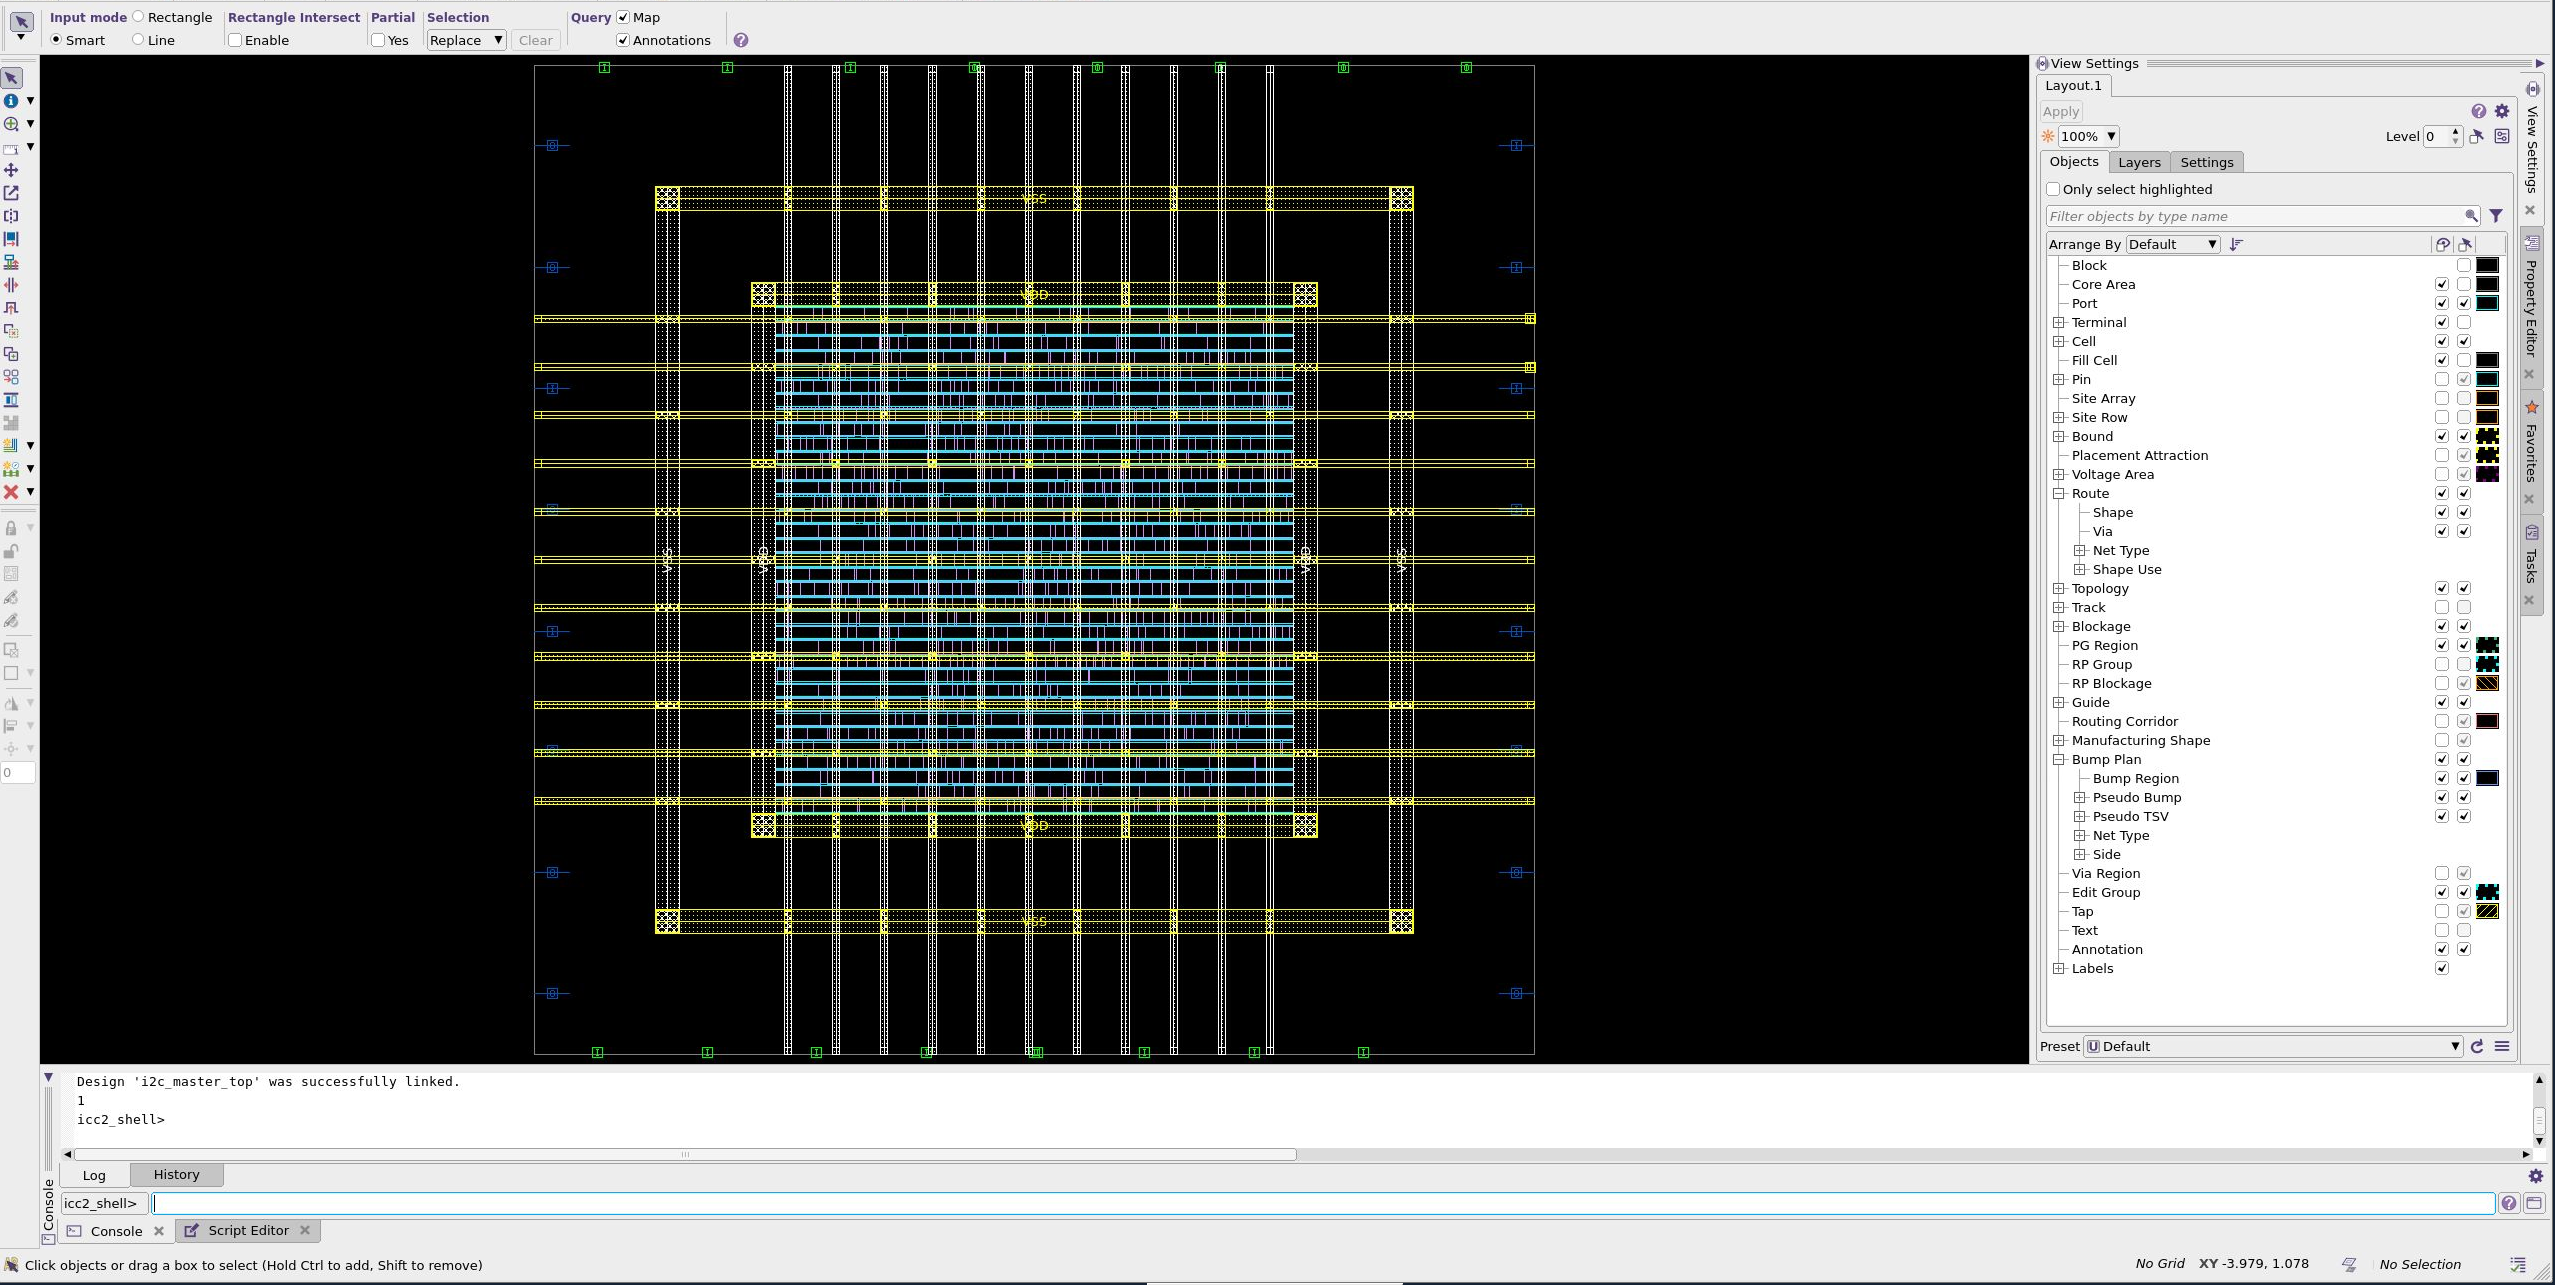 Input mode Rectangle Rectangle Intersect Partial Selection Query Map
Smart Line Enable Yes Replace Clear Annotations
VSS
VDD
VSS VDD VDD VSS
VDD
VSS
View Settings
Layout.1
Apply
100% Level 0
Objects Layers Settings
Only select highlighted
Filter objects by type name
Arrange By Default
Block
Core Area
Port
Terminal
Cell
Fill Cell
Pin
Site Array
Site Row
Bound
Placement Attraction
Voltage Area
Route
Shape
Via
Net Type
Shape Use
Topology
Track
Blockage
PG Region
RP Group
RP Blockage
Guide
Routing Corridor
Manufacturing Shape
Bump Plan
Bump Region
Pseudo Bump
Pseudo TSV
Net Type
Side
Via Region
Edit Group
Tap
Text
Annotation
Labels
Preset Default
View Settings
Property Editor
Favorites
Tasks
0
Design 'i2c_master_top' was successfully linked.
1
icc2_shell>
Log History
Console
icc2_shell>
Console Script Editor
Click objects or drag a box to select (Hold Ctrl to add, Shift to remove) No Grid XY -3.979, 1.078 No Selection